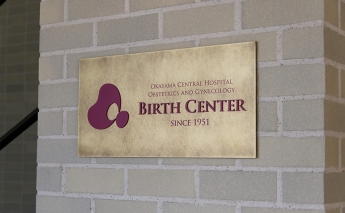 Okayama Central Hospital
Obstetrics and Gynecology
Birth Center
SINCE 1951